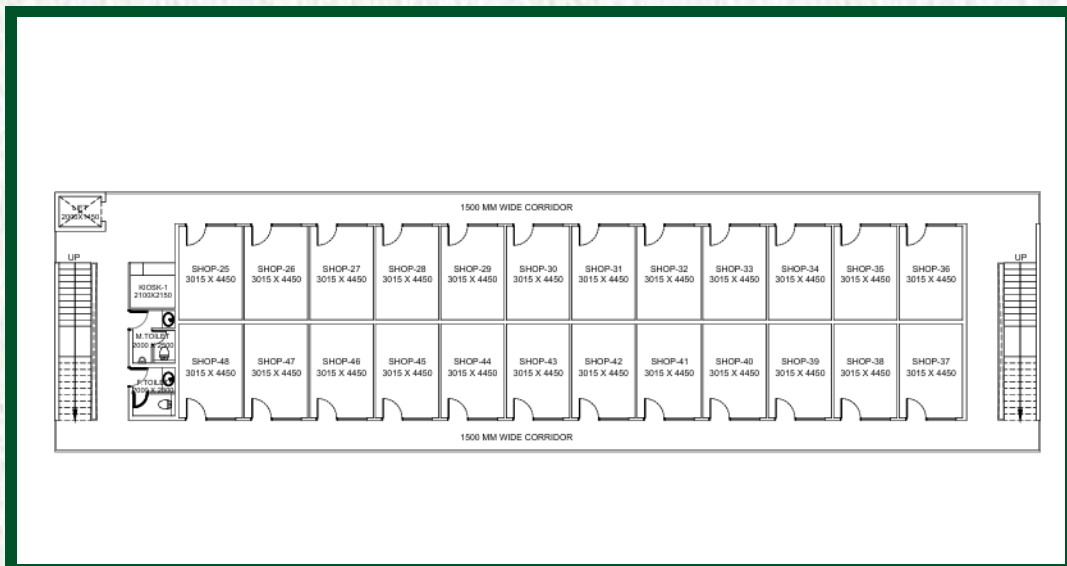 LIFT
2000X1450
1500 MM WIDE CORRIDOR
UP
UP
KIOSK-1
2100X2150
M.TOILET
2000 X 2500
F.TOILET
SHOP-25
3015 X 4450
SHOP-26
3015 X 4450
SHOP-27
3015 X 4450
SHOP-28
3015 X 4450
SHOP-29
3015 X 4450
SHOP-30
3015 X 4450
SHOP-31
3015 X 4450
SHOP-32
3015 X 4450
SHOP-33
3015 X 4450
SHOP-34
3015 X 4450
SHOP-35
3015 X 4450
SHOP-36
3015 X 4450
SHOP-48
3015 X 4450
SHOP-47
3015 X 4450
SHOP-46
3015 X 4450
SHOP-45
3015 X 4450
SHOP-44
3015 X 4450
SHOP-43
3015 X 4450
SHOP-42
3015 X 4450
SHOP-41
3015 X 4450
SHOP-40
3015 X 4450
SHOP-39
3015 X 4450
SHOP-38
3015 X 4450
SHOP-37
3015 X 4450
1500 MM WIDE CORRIDOR